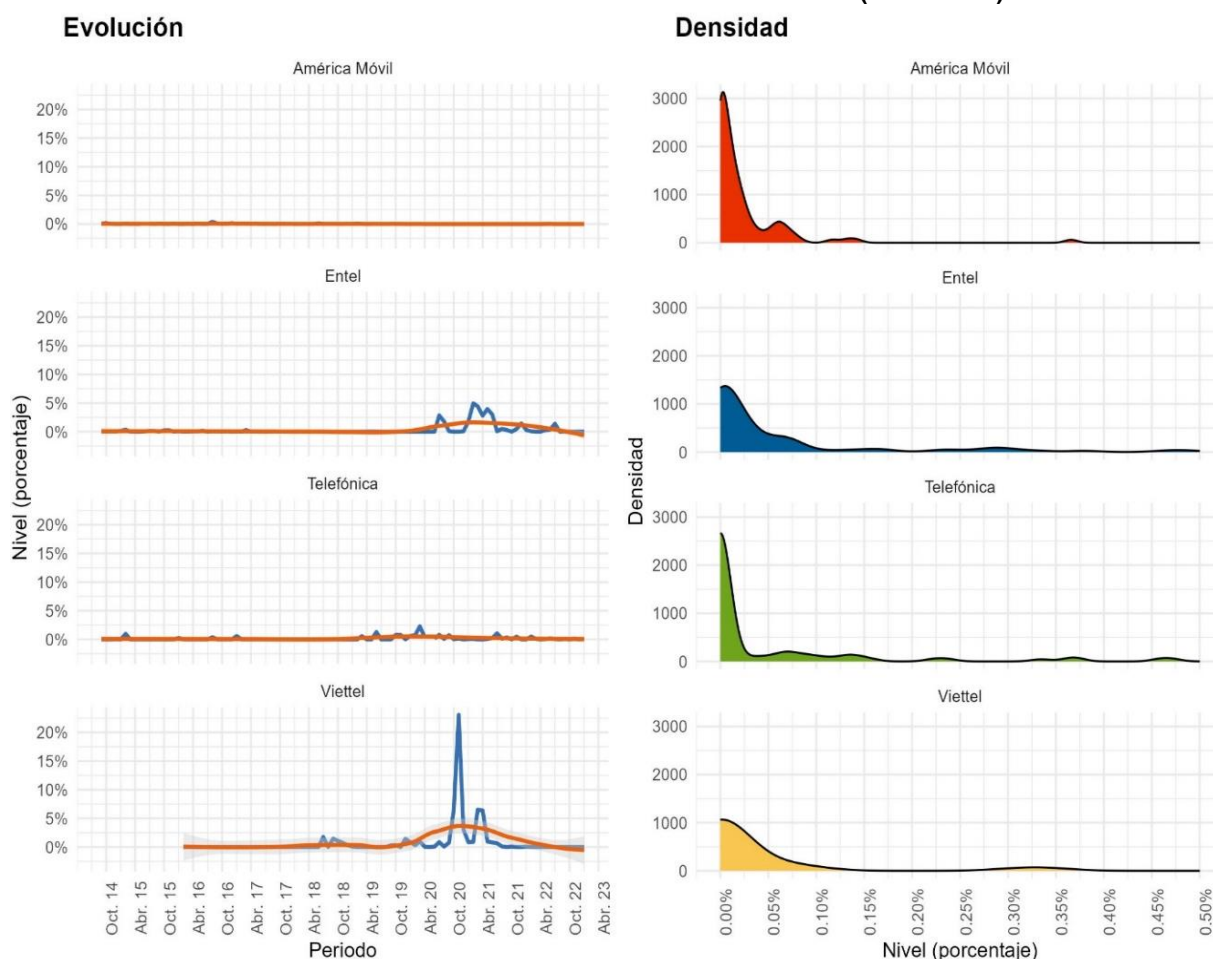 Evolución
América Móvil
20%
15%
10%
5%
0%
Entel
20%
15%
10%
5%
0%
Telefónica
20%
15%
10%
5%
0%
Viettel
20%
15%
10%
5%
0%
Nivel (porcentaje)
Oct. 14
Abr. 15
Oct. 15
Abr. 16
Oct. 16
Abr. 17
Oct. 17
Abr. 18
Oct. 18
Abr. 19
Oct. 19
Abr. 20
Oct. 20
Abr. 21
Oct. 21
Abr. 22
Oct. 22
Abr. 23
Periodo
Densidad
América Móvil
3000
2000
1000
0
Entel
3000
2000
1000
0
Telefónica
3000
2000
1000
0
Viettel
3000
2000
1000
0
Densidad
0.00%
0.05%
0.10%
0.15%
0.20%
0.25%
0.30%
0.35%
0.40%
0.45%
0.50%
Nivel (porcentaje)